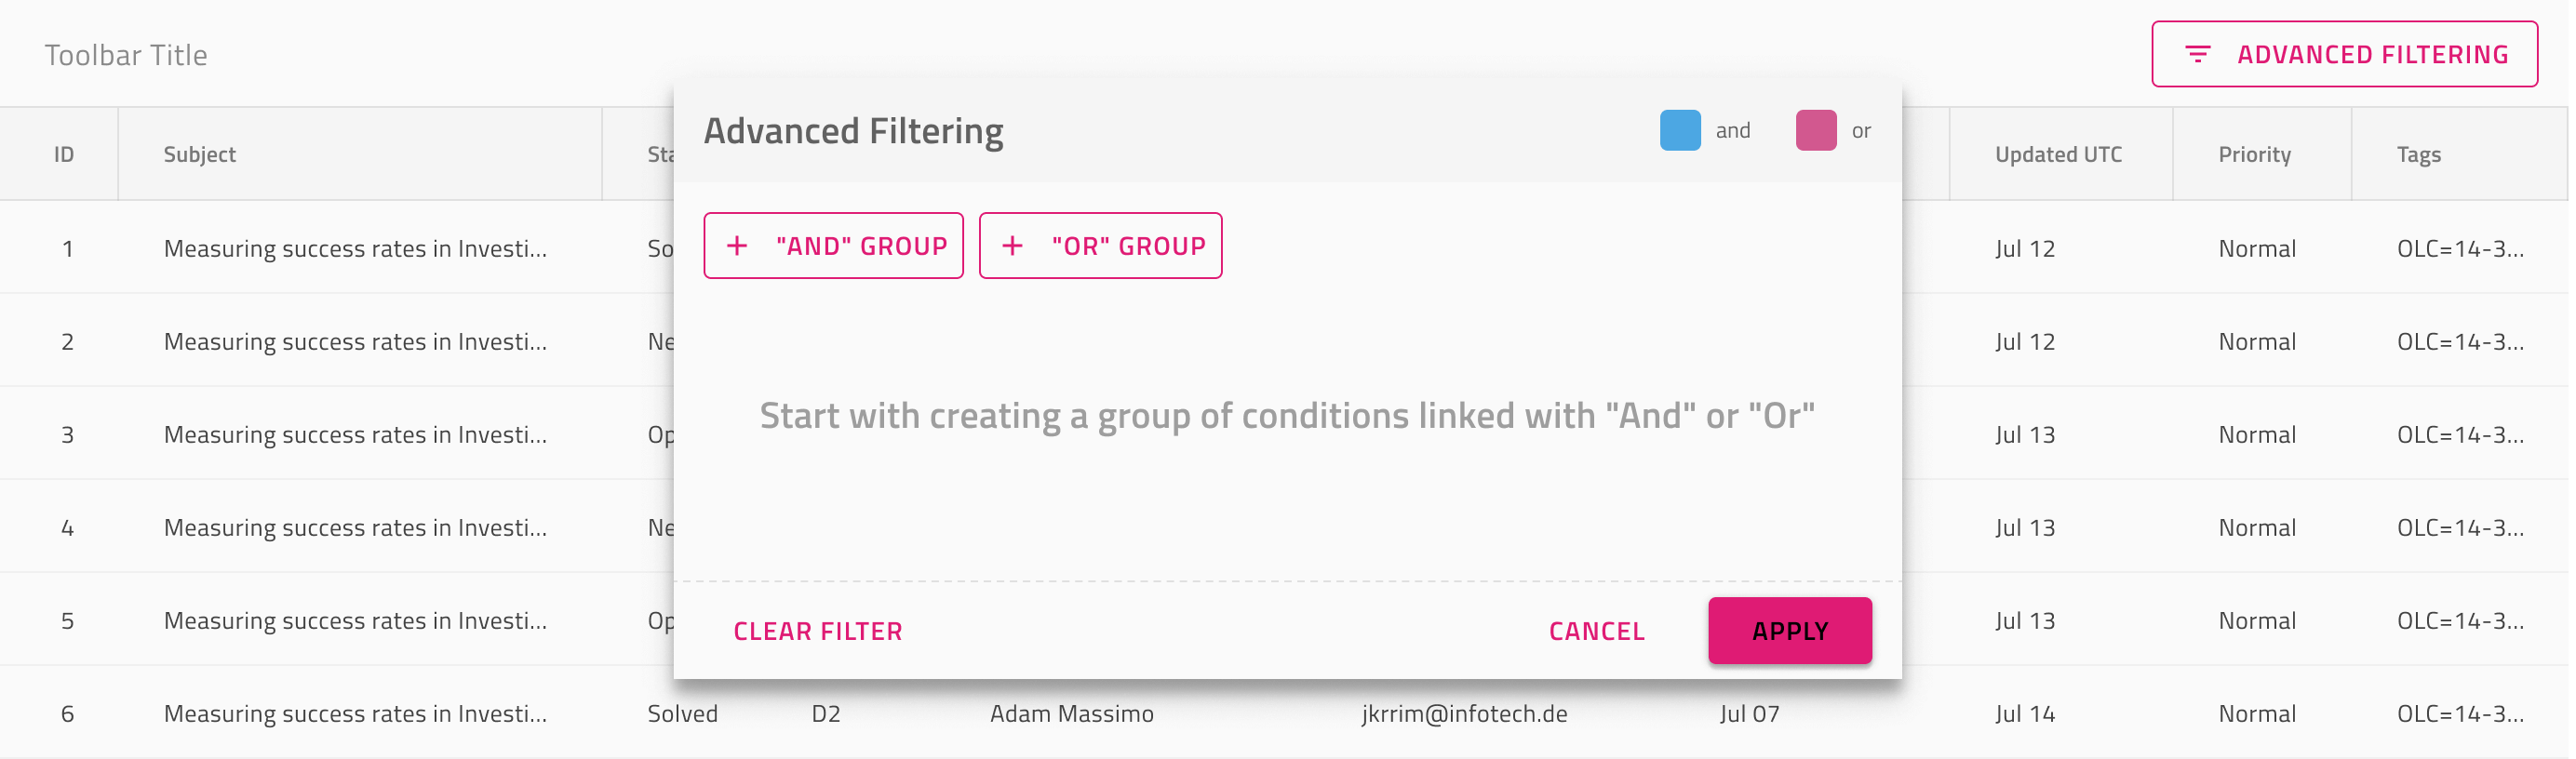 Toolbar Title
ADVANCED FILTERING
Advanced Filtering
and or
ID Subject Updated UTC Priority Tags
+ "AND" GROUP + "OR" GROUP
1 Measuring success rates in Investi... Jul 12 Normal OLC=14-3...
2 Measuring success rates in Investi... Jul 12 Normal OLC=14-3...
Start with creating a group of conditions linked with "And" or "Or"
3 Measuring success rates in Investi... Jul 13 Normal OLC=14-3...
4 Measuring success rates in Investi... Jul 13 Normal OLC=14-3...
5 Measuring success rates in Investi... Jul 13 Normal OLC=14-3...
CLEAR FILTER CANCEL APPLY
6 Measuring success rates in Investi... Solved D2 Adam Massimo jkrrim@infotech.de Jul 07 Jul 14 Normal OLC=14-3...